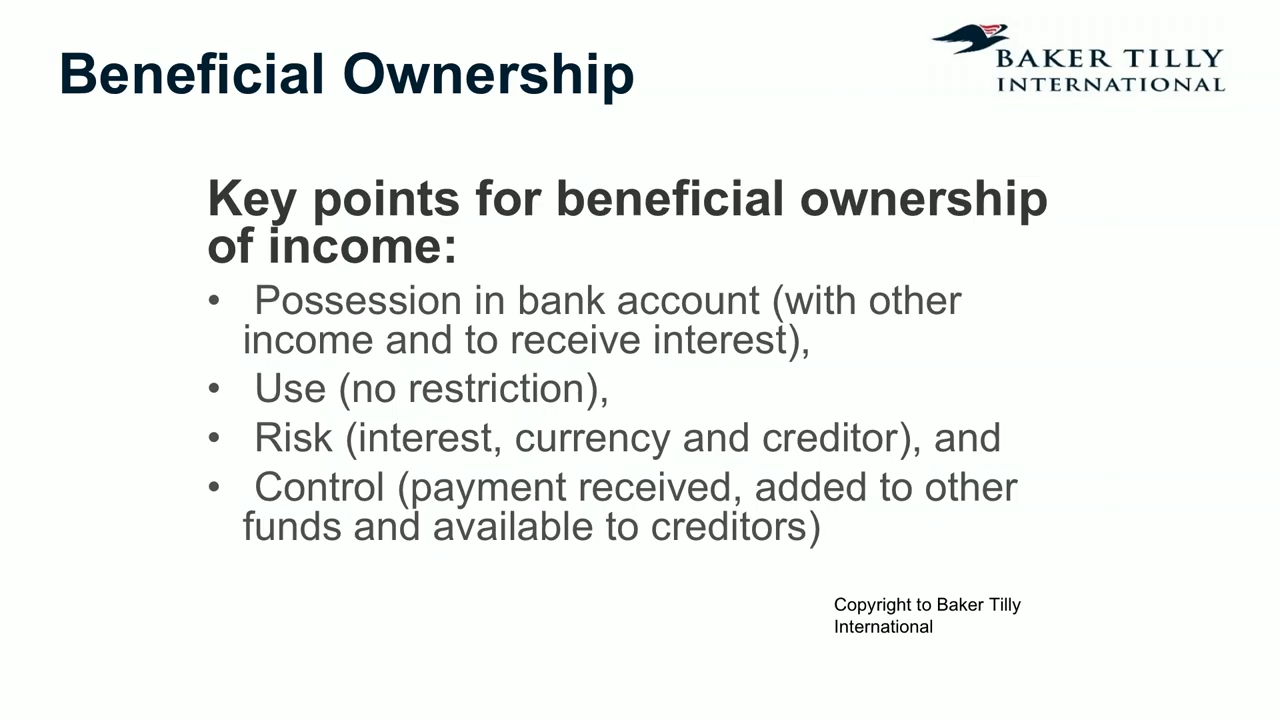 Beneficial Ownership
BAKER TILLY
INTERNATIONAL
Key points for beneficial ownership
of income:
• Possession in bank account (with other
income and to receive interest),
• Use (no restriction),
• Risk (interest, currency and creditor), and
• Control (payment received, added to other
funds and available to creditors)
Copyright to Baker Tilly
International